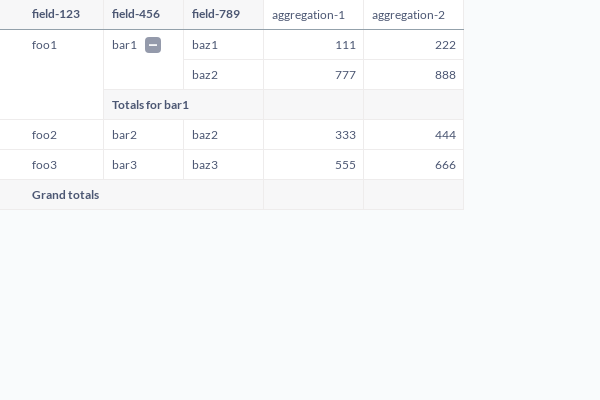 field-123 field-456 field-789 aggregation-1 aggregation-2
foo1 bar1 baz1 111 222
baz2 777 888
Totals for bar1
foo2 bar2 baz2 333 444
foo3 bar3 baz3 555 666
Grand totals